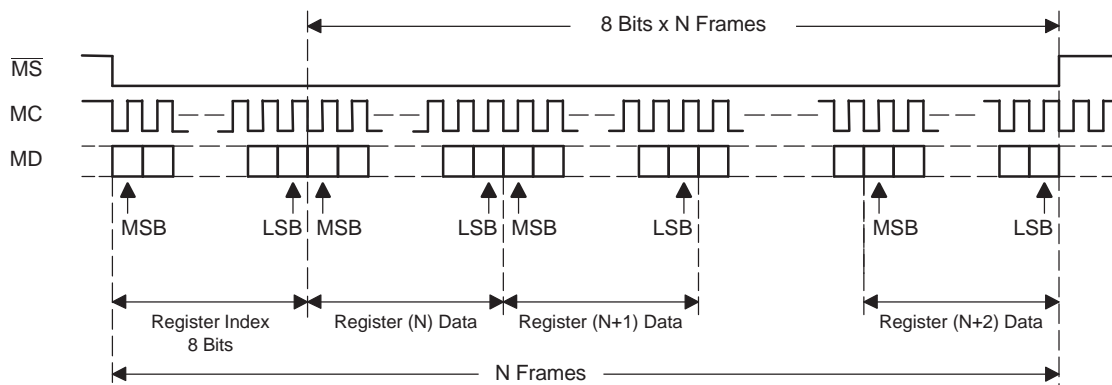 8 Bits x N Frames
MS
MC
MD
MSB LSB MSB LSB MSB LSB MSB LSB
Register Index
8 Bits
Register (N) Data
Register (N+1) Data
Register (N+2) Data
N Frames